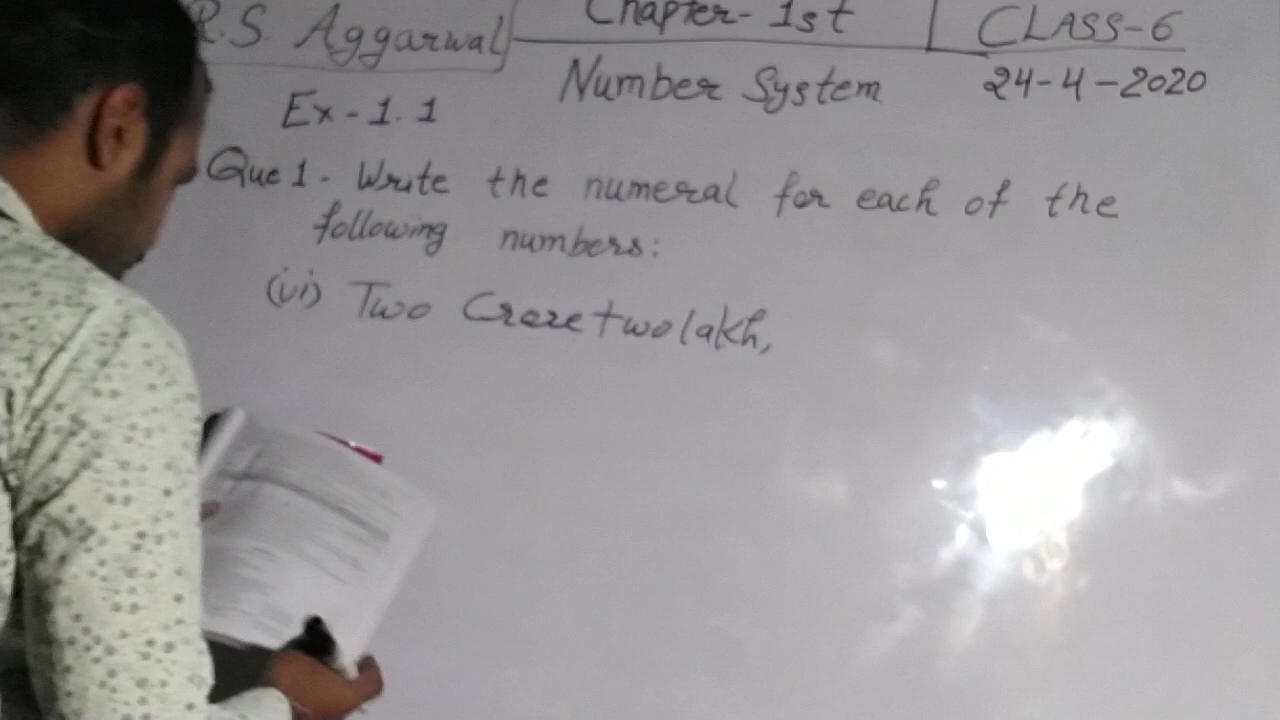 R.S. Aggarwal
Chapter- 1st
CLASS-6
Number System
24-4-2020
Ex-1.1
Que 1. Write the numeral for each of the
following numbers:
(vi) Two Crore two lakh,